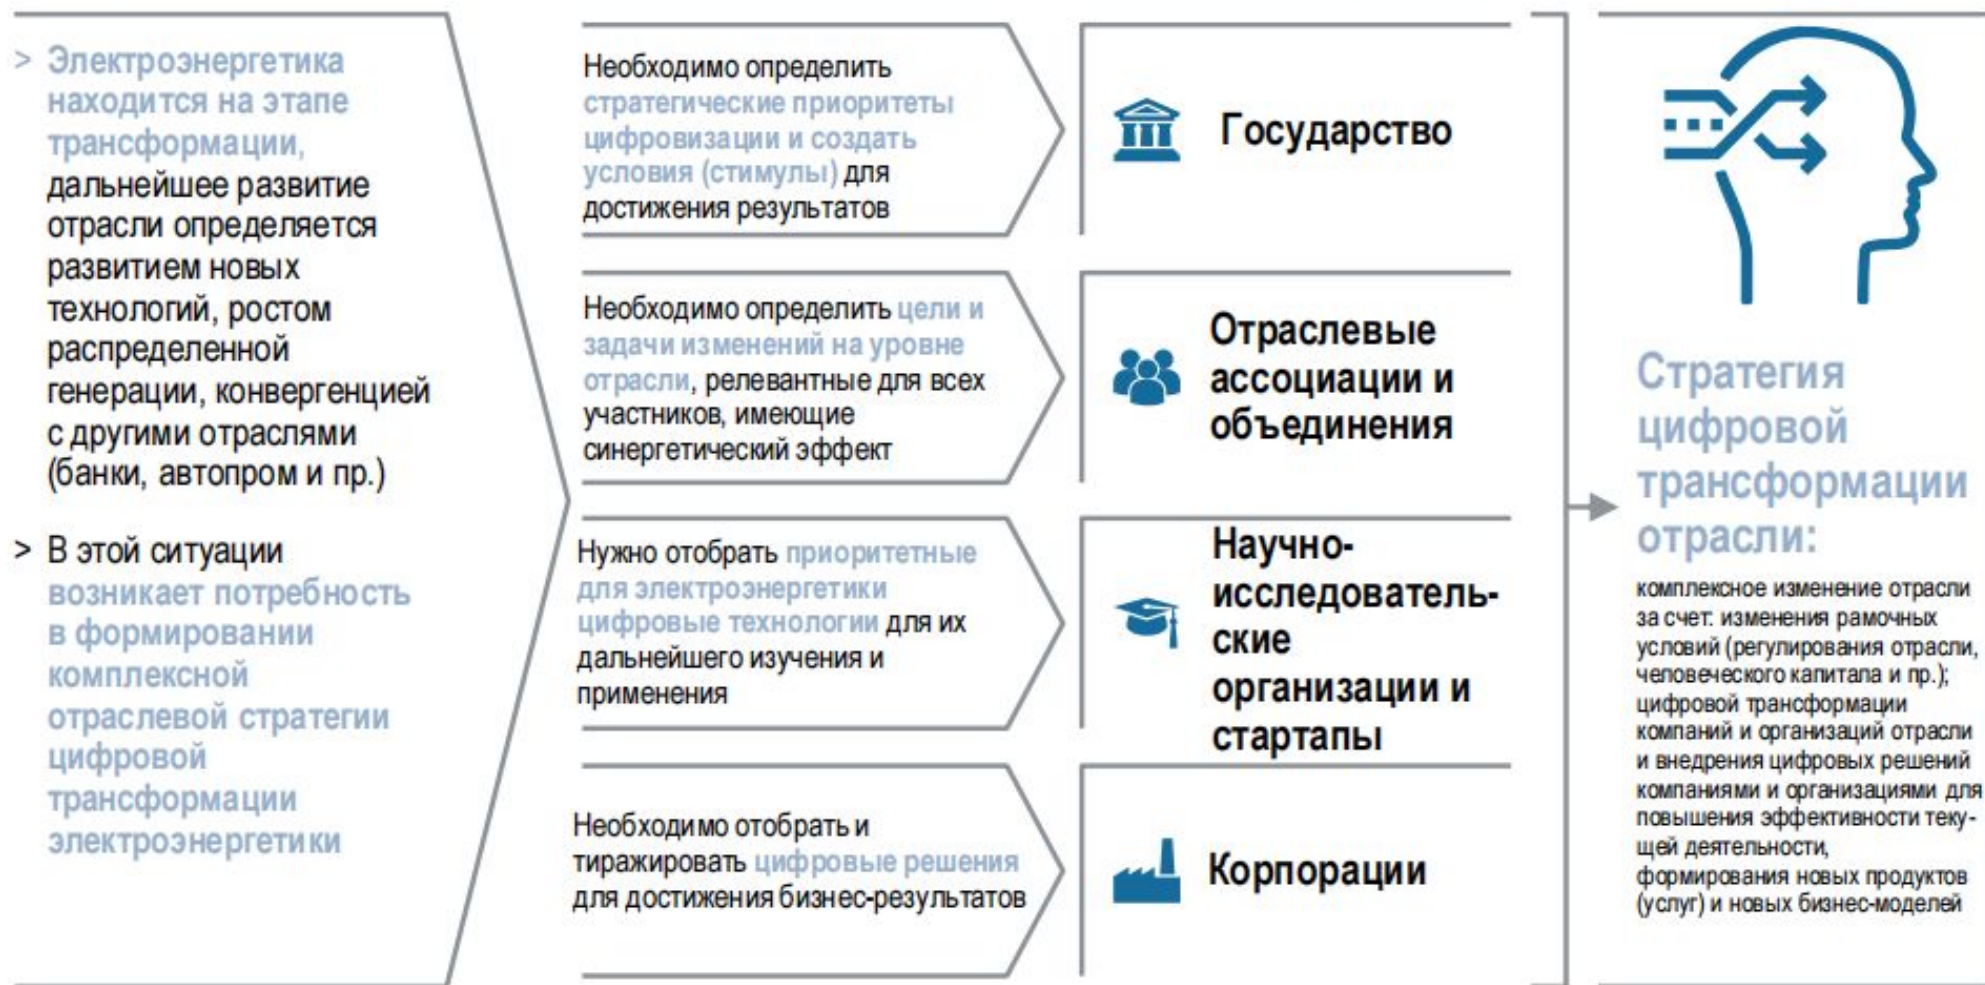 > Электроэнергетика
находится на этапе
трансформации,
дальнейшее развитие
отрасли определяется
развитием новых
технологий, ростом
распределенной
генерации, конвергенцией
с другими отраслями
(банки, автопром и пр.)
> В этой ситуации
возникает потребность
в формировании
комплексной
отраслевой стратегии
цифровой
трансформации
электроэнергетики
Необходимо определить
стратегические приоритеты
цифровизации и создать
условия (стимулы) для
достижения результатов
Государство
Необходимо определить цели и
задачи изменений на уровне
отрасли, релевантные для всех
участников, имеющие
синергетический эффект
Отраслевые
ассоциации и
объединения
Нужно отобрать приоритетные
для электроэнергетики
цифровые технологии для их
дальнейшего изучения и
применения
Научно-
исследователь-
ские
организации и
стартапы
Необходимо отобрать и
тиражировать цифровые решения
для достижения бизнес-результатов
Корпорации
Стратегия
цифровой
трансформации
отрасли:
комплексное изменение отрасли
за счет: изменения рамочных
условий (регулирования отрасли,
человеческого капитала и пр.);
цифровой трансформации
компаний и организаций отрасли
и внедрения цифровых решений
компаниями и организациями для
повышения эффективности теку-
щей деятельности,
формирования новых продуктов
(услуг) и новых бизнес-моделей